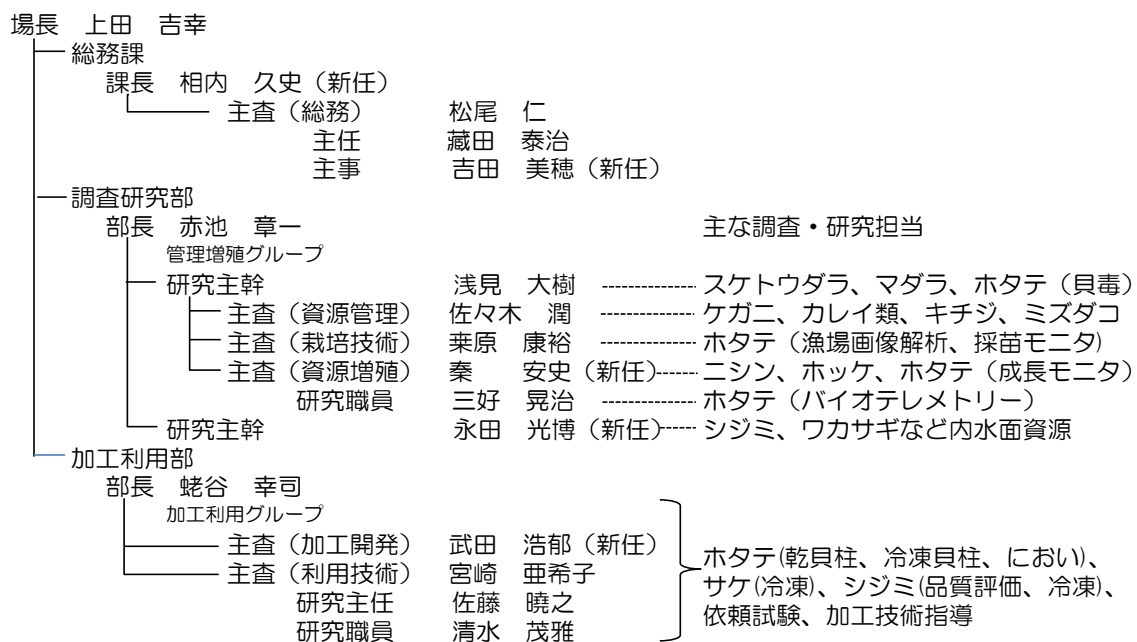 場長　上田　吉幸
総務課
課長　相内　久史（新任）
主査（総務）　松尾　仁
主任　藏田　泰治
主事　吉田　美穂（新任）
調査研究部
部長　赤池　章一　主な調査・研究担当
管理増殖グループ
研究主幹　浅見　大樹　スケトウダラ、マダラ、ホタテ（貝毒）
主査（資源管理）　佐々木　潤　ケガニ、カレイ類、キチジ、ミズダコ
主査（栽培技術）　桒原　康裕　ホタテ（漁場画像解析、採苗モニタ）
主査（資源増殖）　秦　安史（新任）　ニシン、ホッケ、ホタテ（成長モニタ）
研究職員　三好　晃治　ホタテ（バイオテレメトリー）
研究主幹　永田　光博（新任）　シジミ、ワカサギなど内水面資源
加工利用部
部長　蛯谷　幸司
加工利用グループ
主査（加工開発）　武田　浩郁（新任）
主査（利用技術）　宮崎　亜希子
研究主任　佐藤　暁之
研究職員　清水　茂雅
ホタテ(乾貝柱、冷凍貝柱、におい)、
サケ(冷凍)、シジミ(品質評価、冷凍)、
依頼試験、加工技術指導